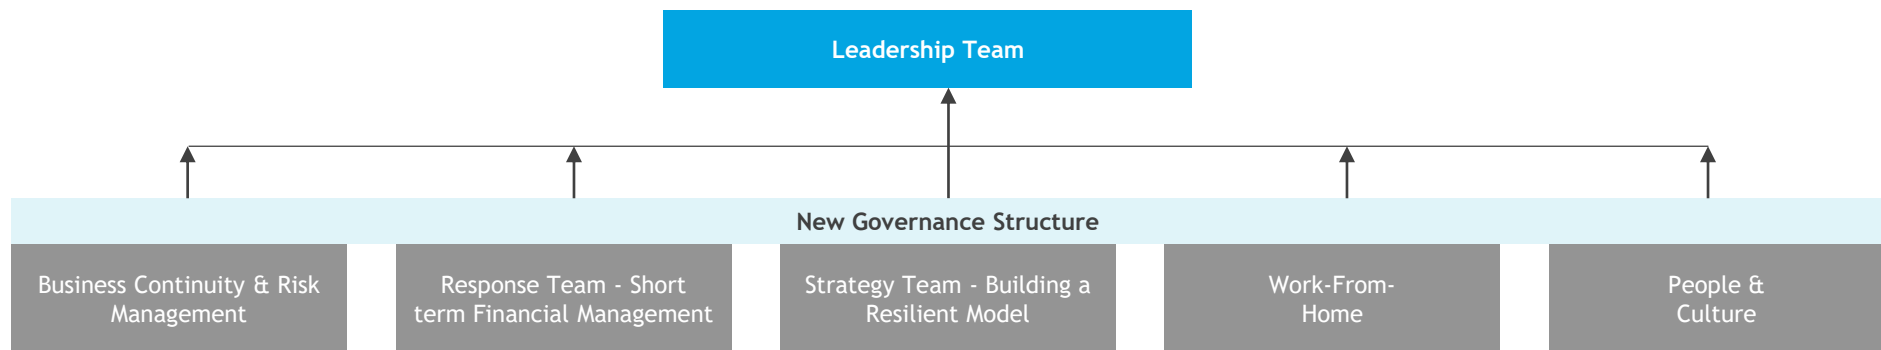 Leadership Team
New Governance Structure
Business Continuity & Risk
Management
Response Team - Short
term Financial Management
Strategy Team - Building a
Resilient Model
Work-From-
Home
People &
Culture